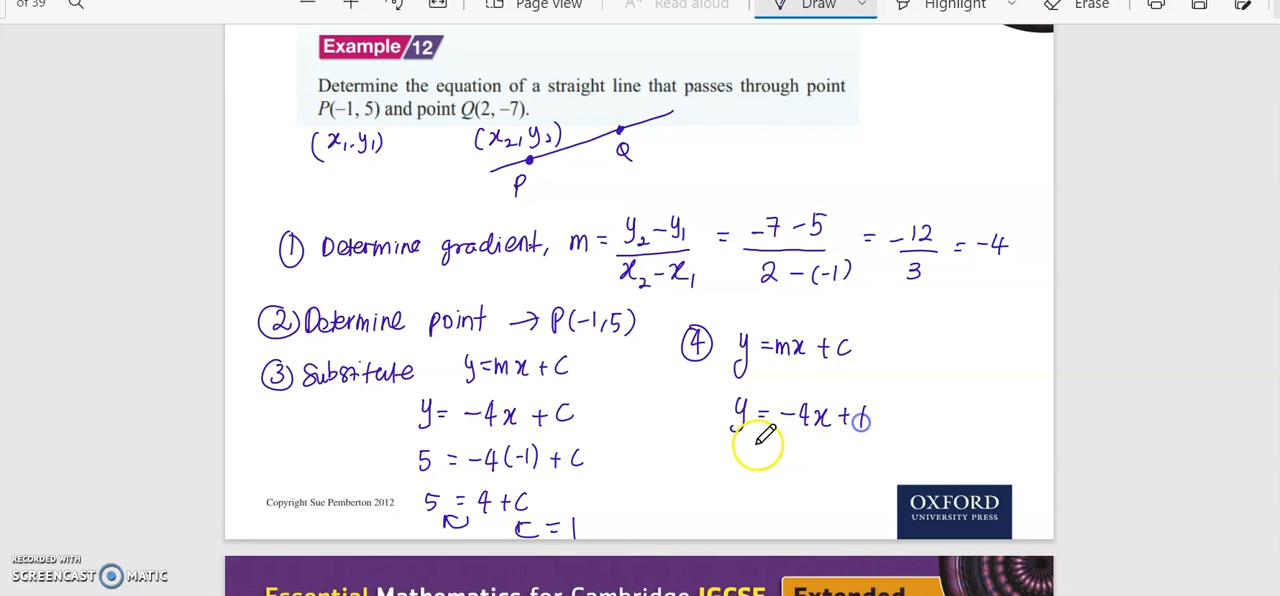 of 39
Page view
Read aloud
Draw
Highlight
Erase
Example 12
Determine the equation of a straight line that passes through point
P(−1, 5) and point Q(2, −7).
(x₁, y₁) (x₂, y₂)
Q
P
① Determine gradient, m = (y₂ − y₁)/(x₂ − x₁) = (−7 − 5)/(2 − (−1)) = −12/3 = −4
② Determine point → P(−1, 5)
③ Substitate y = mx + c
y = −4x + c
5 = −4(−1) + c
5 = 4 + c
c = 1
④ y = mx + c
y = −4x + 1
Copyright Sue Pemberton 2012
OXFORD
UNIVERSITY PRESS
RECORDED WITH
SCREENCAST MATIC
Essential Mathematics for Cambridge IGCSE
Extended